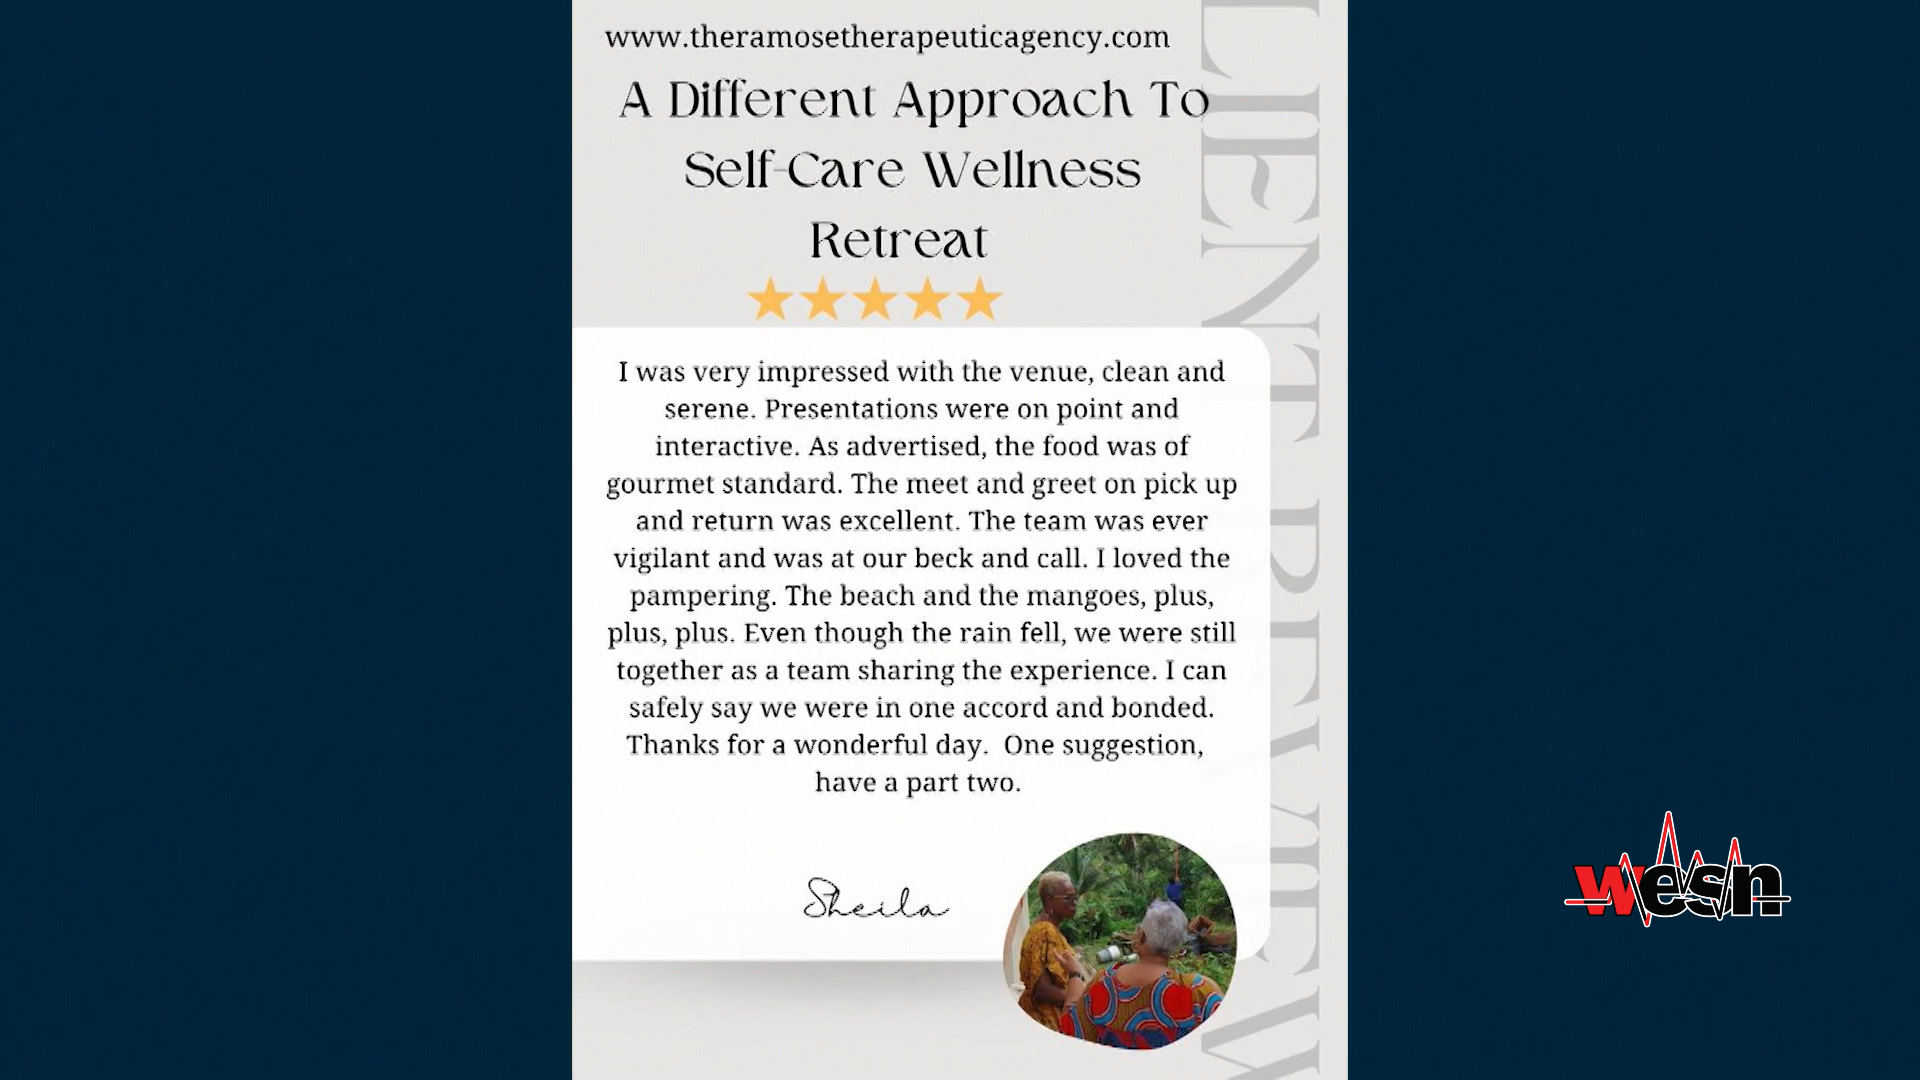 www.theramosetherapeuticagency.com
A Different Approach To
Self-Care Wellness
Retreat
I was very impressed with the venue, clean and
serene. Presentations were on point and
interactive. As advertised, the food was of
gourmet standard. The meet and greet on pick up
and return was excellent. The team was ever
vigilant and was at our beck and call. I loved the
pampering. The beach and the mangoes, plus,
plus, plus. Even though the rain fell, we were still
together as a team sharing the experience. I can
safely say we were in one accord and bonded.
Thanks for a wonderful day.  One suggestion,
have a part two.
Sheila
LIENT REVIEW
wesn